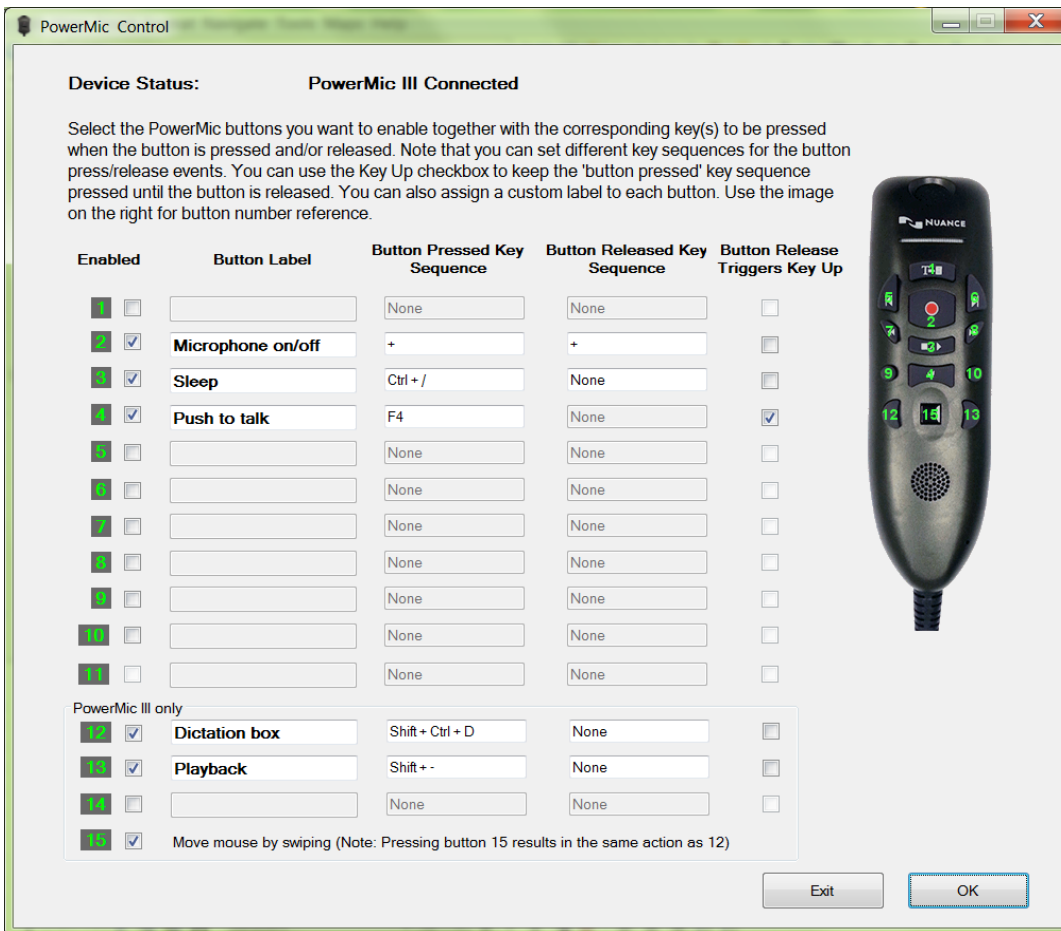 PowerMic Control
Device Status: PowerMic III Connected
Select the PowerMic buttons you want to enable together with the corresponding key(s) to be pressed
when the button is pressed and/or released. Note that you can set different key sequences for the button
press/release events. You can use the Key Up checkbox to keep the 'button pressed' key sequence
pressed until the button is released. You can also assign a custom label to each button. Use the image
on the right for button number reference.
Enabled Button Label Button Pressed Key Sequence Button Released Key Sequence Button Release Triggers Key Up
1 None None
2 Microphone on/off + +
3 Sleep Ctrl + / None
4 Push to talk F4 None
5 None None
6 None None
7 None None
8 None None
9 None None
10 None None
11 None None
PowerMic III only
12 Dictation box Shift + Ctrl + D None
13 Playback Shift + - None
14 None None
15 Move mouse by swiping (Note: Pressing button 15 results in the same action as 12)
Exit OK
NUANCE
2
3
4
9 10
12 15 13